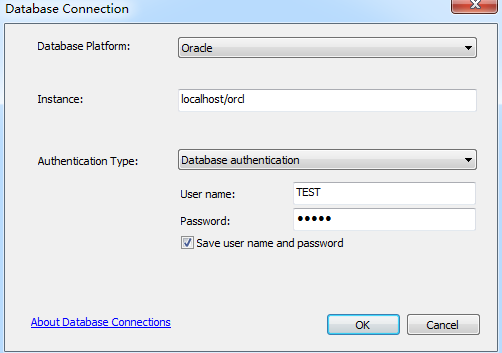 Database Connection
Database Platform: Oracle
Instance: localhost/orcl
Authentication Type: Database authentication
User name: TEST
Password: •••••
Save user name and password
About Database Connections OK Cancel